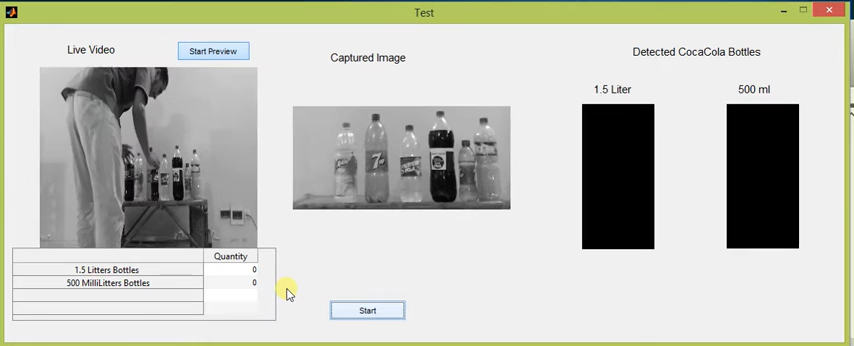 Test
Live Video
Start Preview
Captured Image
Detected CocaCola Bottles
1.5 Liter
500 ml
7
Quantity
1.5 Litters Bottles
0
500 MilliLitters Bottles
0
Start